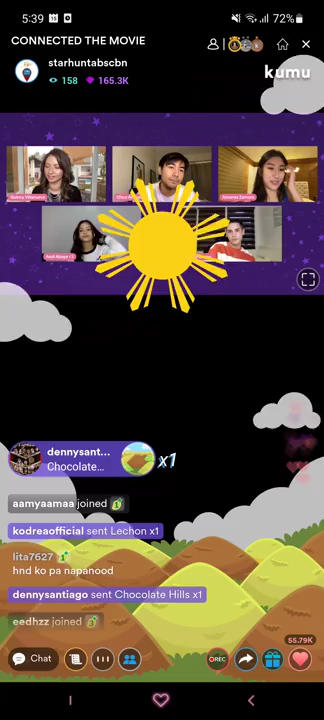 5:39
72%
CONNECTED THE MOVIE
starhuntabscbn
158 165.3K
kumu
dennysant...
Chocolate...
x1
aamyaamaa joined
kodreaofficial sent Lechon x1
lita7627
hnd ko pa napanood
dennysantiago sent Chocolate Hills x1
eedhzz joined
55.79K
Chat
REC